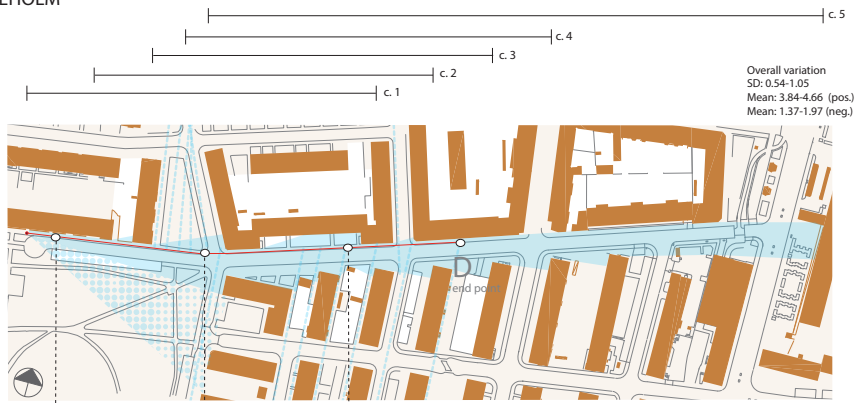 c. 5
c. 4
c. 3
c. 2
c. 1
Overall variation
SD: 0.54-1.05
Mean: 3.84-4.66 (pos.)
Mean: 1.37-1.97 (neg.)
D
end point